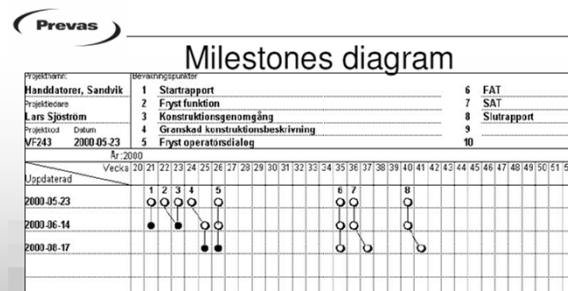 Prevas
Milestones diagram
Projektnamn: Bevakningspunkter
Handdatorer, Sandvik 1 Startrapport 6 FAT
Projektledare 2 Fryst funktion 7 SAT
Lars Sjöström 3 Konstruktionsgenomgång 8 Slutrapport
Projektkod Datum 4 Granskad konstruktionsbeskrivning 9
VF243 2000-05-23 5 Fryst operatörsdialog 10
År:2000
Vecka 20 21 22 23 24 25 26 27 28 29 30 31 32 33 34 35 36 37 38 39 40 41 42 43 44 45 46 47 48 49 50 51
Uppdaterad
1 2 3 4 5 6 7 8
2000-05-23
2000-06-14
2000-08-17